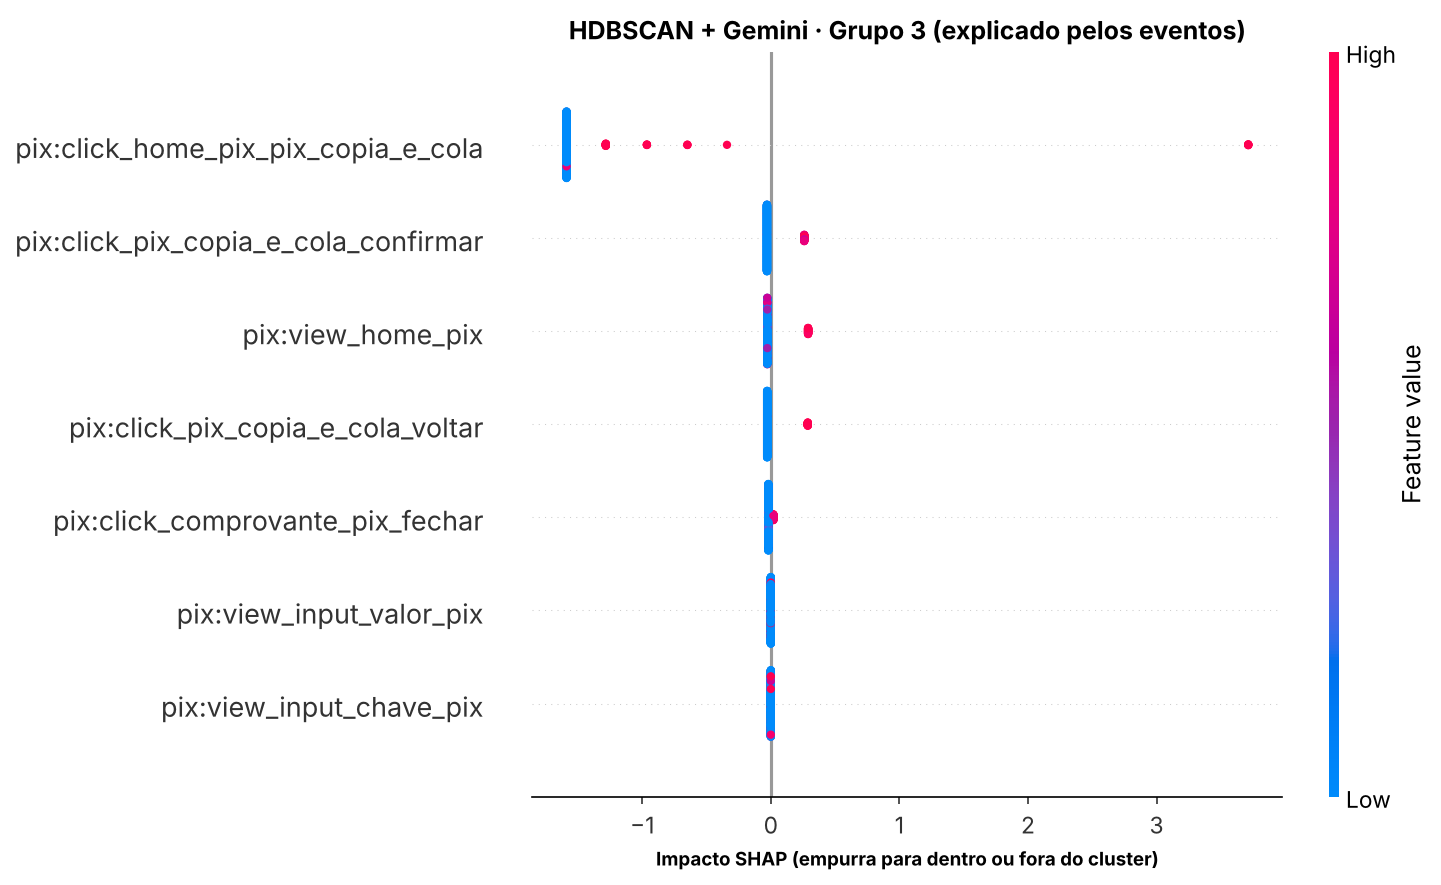 HDBSCAN + Gemini · Grupo 3 (explicado pelos eventos)
High
pix:click_home_pix_pix_copia_e_cola
pix:click_pix_copia_e_cola_confirmar
pix:view_home_pix
pix:click_pix_copia_e_cola_voltar
pix:click_comprovante_pix_fechar
pix:view_input_valor_pix
pix:view_input_chave_pix
Feature value
Low
−1 0 1 2 3
Impacto SHAP (empurra para dentro ou fora do cluster)